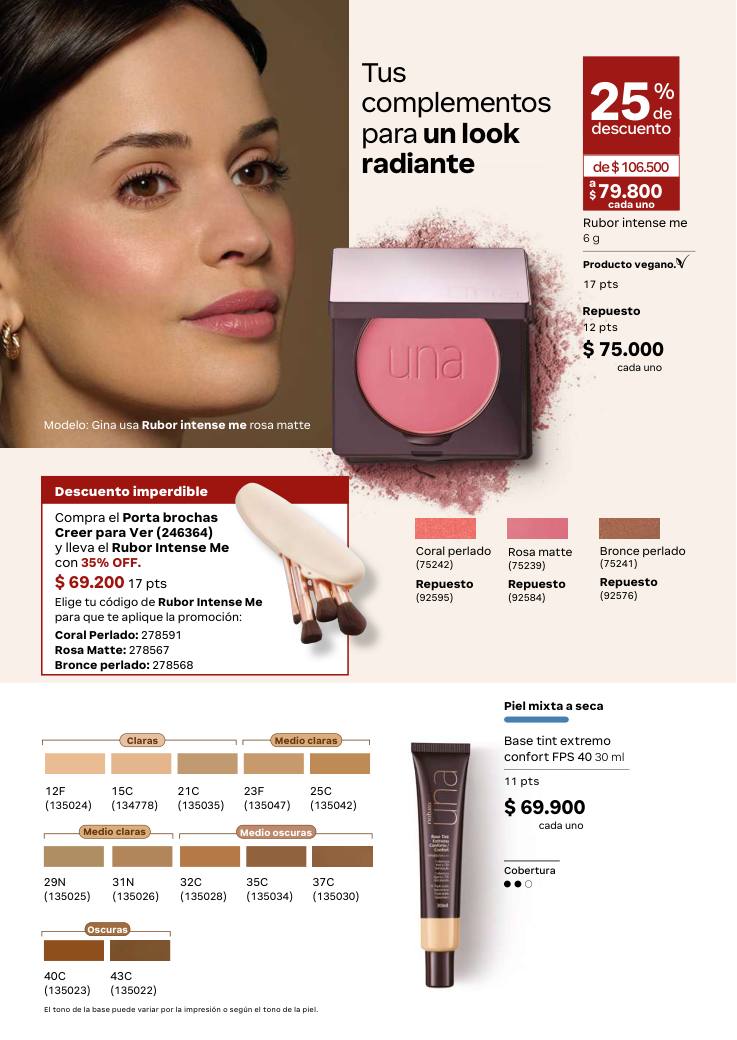 Tus
complementos
para un look
radiante
25%
de
descuento
de $ 106.500
a
$ 79.800
cada uno
Rubor intense me
6 g
Producto vegano.
17 pts
Repuesto
12 pts
$ 75.000
cada uno
una
Modelo: Gina usa Rubor intense me rosa matte
Descuento imperdible
Compra el Porta brochas
Creer para Ver (246364)
y lleva el Rubor Intense Me
con 35% OFF.
$ 69.200 17 pts
Elige tu código de Rubor Intense Me
para que te aplique la promoción:
Coral Perlado: 278591
Rosa Matte: 278567
Bronce perlado: 278568
Coral perlado
(75242)
Repuesto
(92595)
Rosa matte
(75239)
Repuesto
(92584)
Bronce perlado
(75241)
Repuesto
(92576)
Piel mixta a seca
Base tint extremo
confort FPS 40 30 ml
11 pts
$ 69.900
cada uno
Cobertura
Claras
Medio claras
12F
(135024)
15C
(134778)
21C
(135035)
23F
(135047)
25C
(135042)
Medio claras
Medio oscuras
29N
(135025)
31N
(135026)
32C
(135028)
35C
(135034)
37C
(135030)
Oscuras
40C
(135023)
43C
(135022)
natura
una
Base Tint
Extremo
Conforto /
Confort
30ml
El tono de la base puede variar por la impresión o según el tono de la piel.